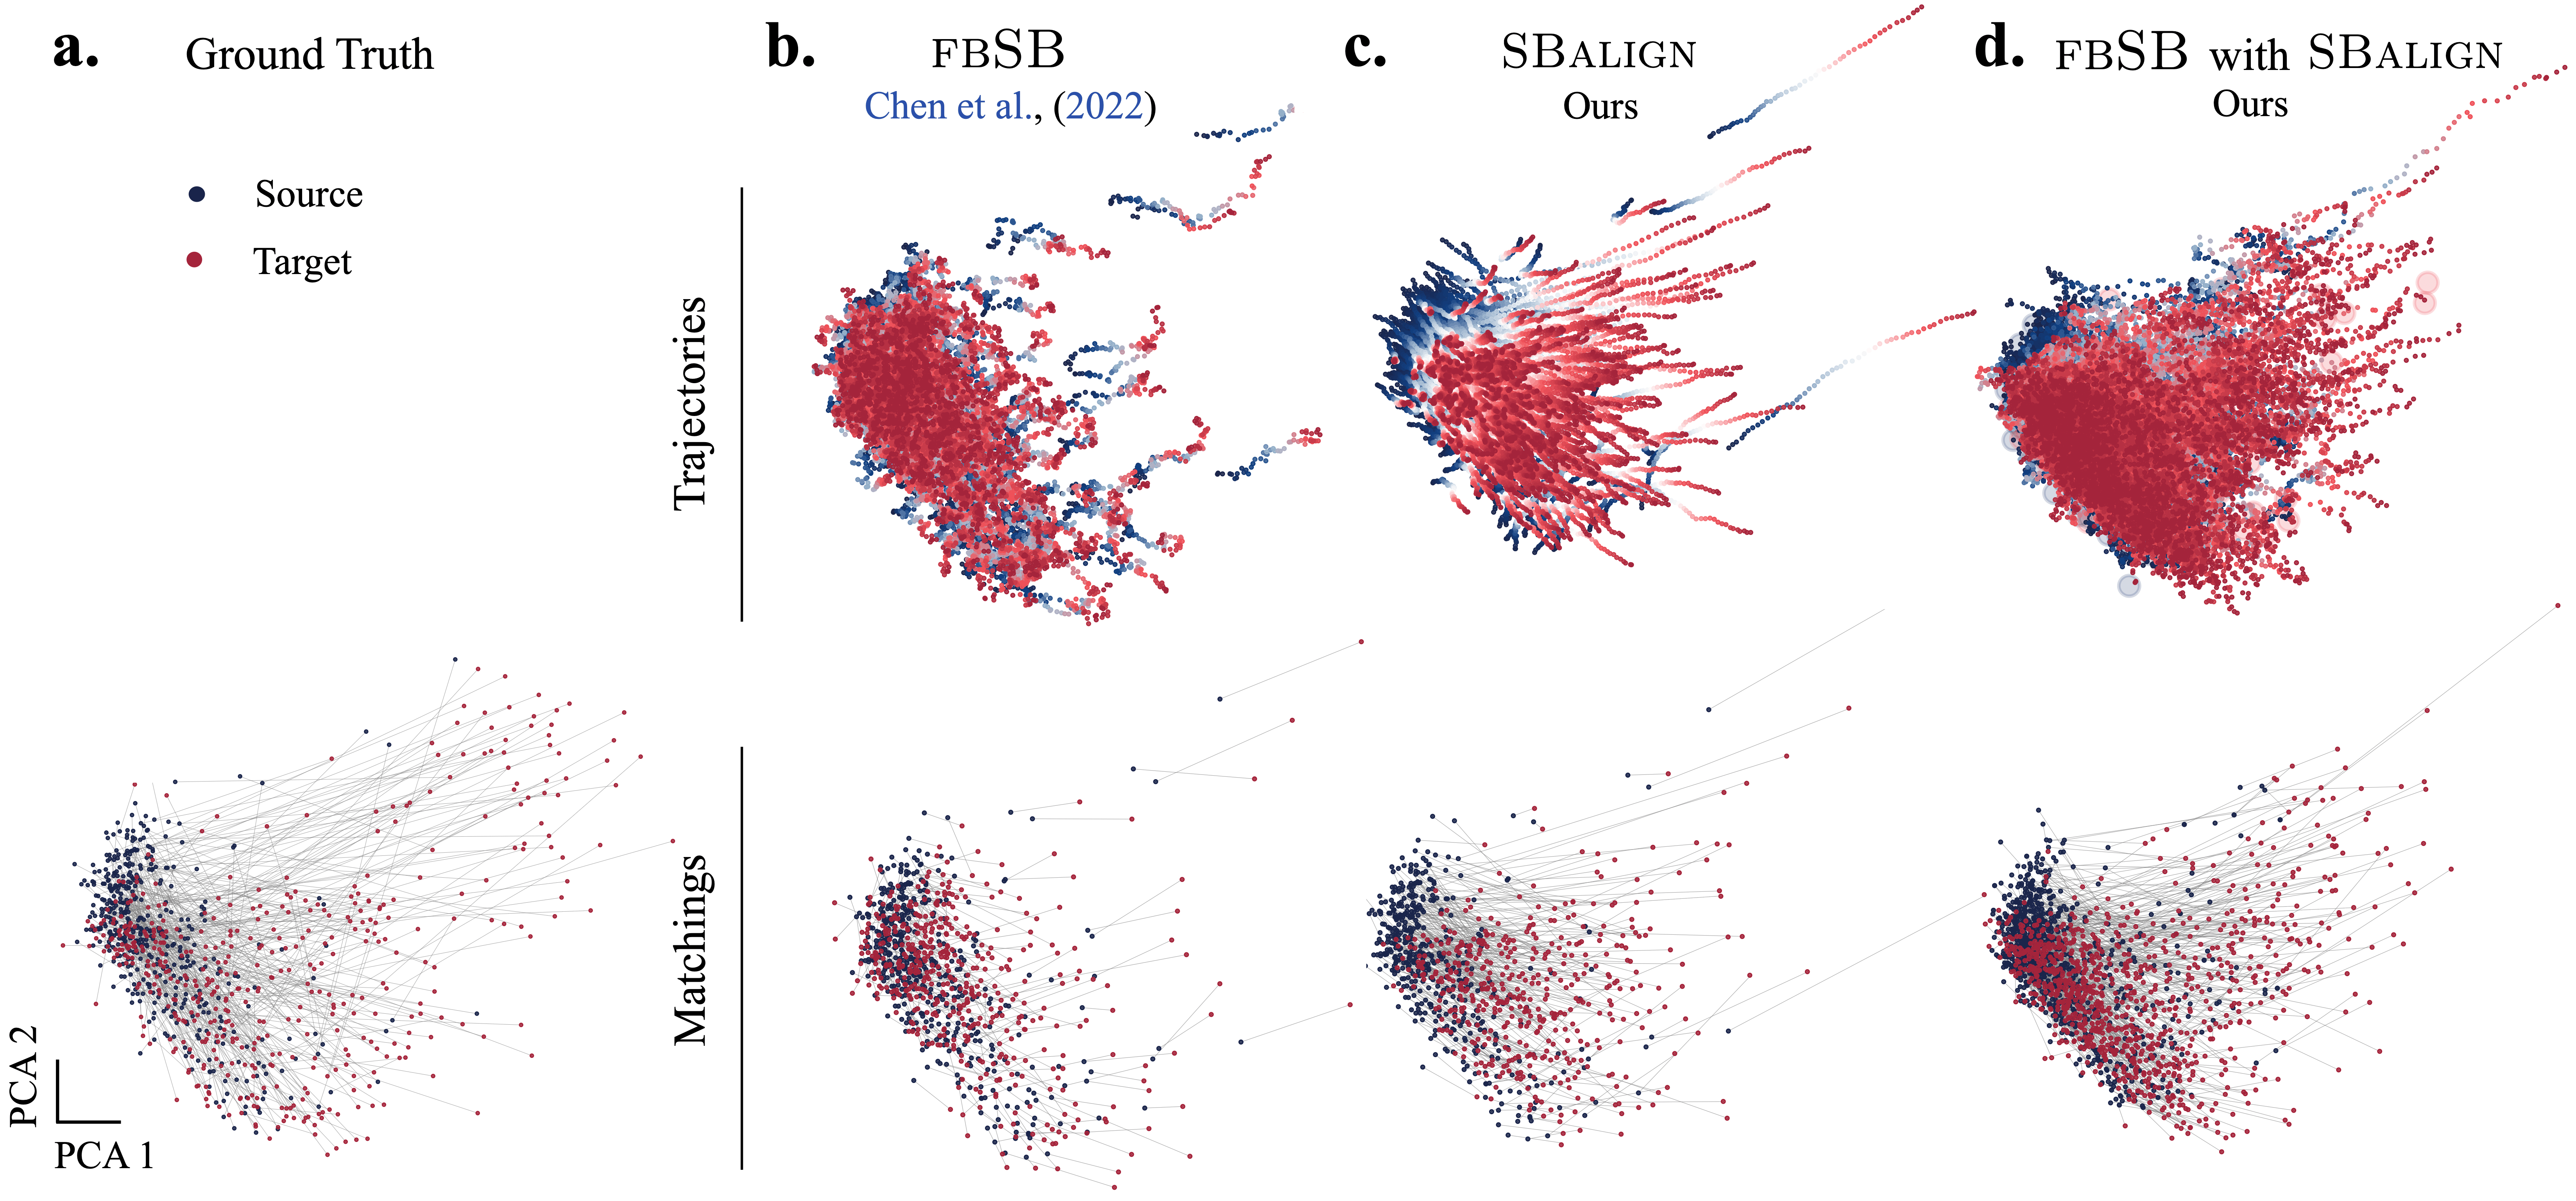 a. Ground Truth
Source
Target
PCA 2
PCA 1
Trajectories
Matchings
b. FBSB
Chen et al., (2022)
c. SBALIGN
Ours
d. FBSB with SBALIGN
Ours